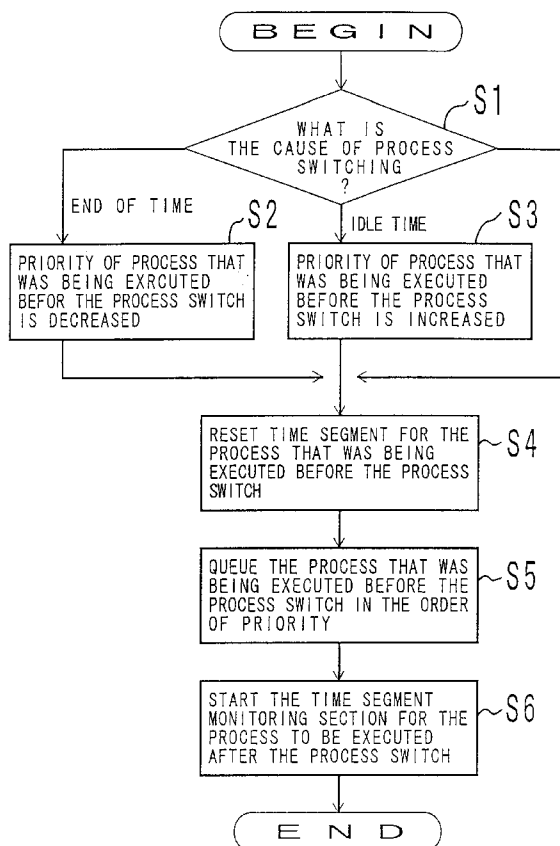 BEGIN
S1
WHAT IS
THE CAUSE OF PROCESS
SWITCHING
?
END OF TIME
S2
IDLE TIME
S3
PRIORITY OF PROCESS THAT
WAS BEING EXRCUTED
BEFOR THE PROCESS SWITCH
IS DECREASED
PRIORITY OF PROCESS THAT
WAS BEING EXECUTED
BEFORE THE PROCESS
SWITCH IS INCREASED
RESET TIME SEGMENT FOR THE
PROCESS THAT WAS BEING
EXECUTED BEFORE THE PROCESS
SWITCH
S4
QUEUE THE PROCESS THAT WAS
BEING EXECUTED BEFORE THE
PROCESS SWITCH IN THE ORDER
OF PRIORITY
S5
START THE TIME SEGMENT
MONITORING SECTION FOR THE
PROCESS TO BE EXECUTED
AFTER THE PROCESS SWITCH
S6
END